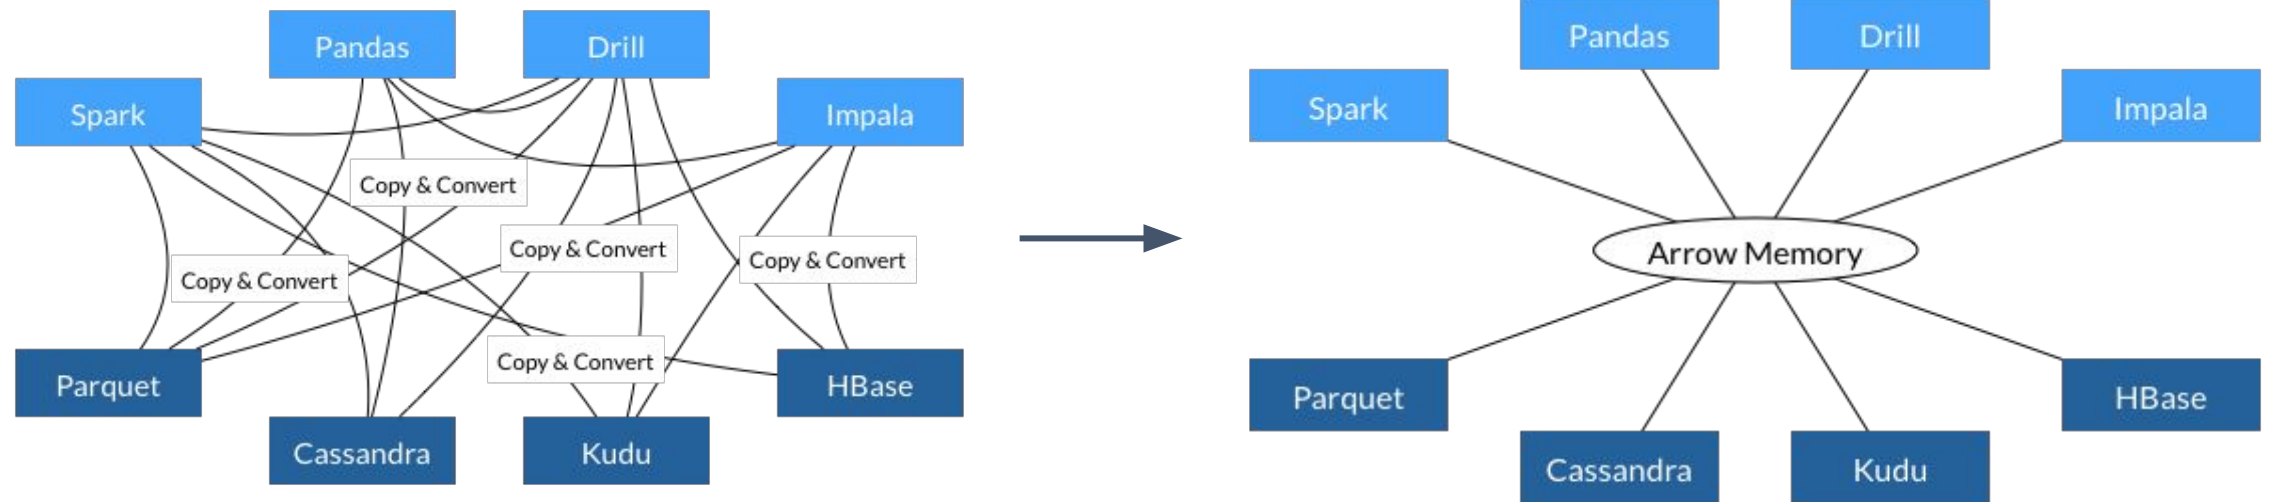 Pandas
Drill
Spark
Impala
Copy & Convert
Copy & Convert
Copy & Convert
Copy & Convert
Copy & Convert
Parquet
HBase
Cassandra
Kudu
Pandas
Drill
Spark
Impala
Arrow Memory
Parquet
HBase
Cassandra
Kudu